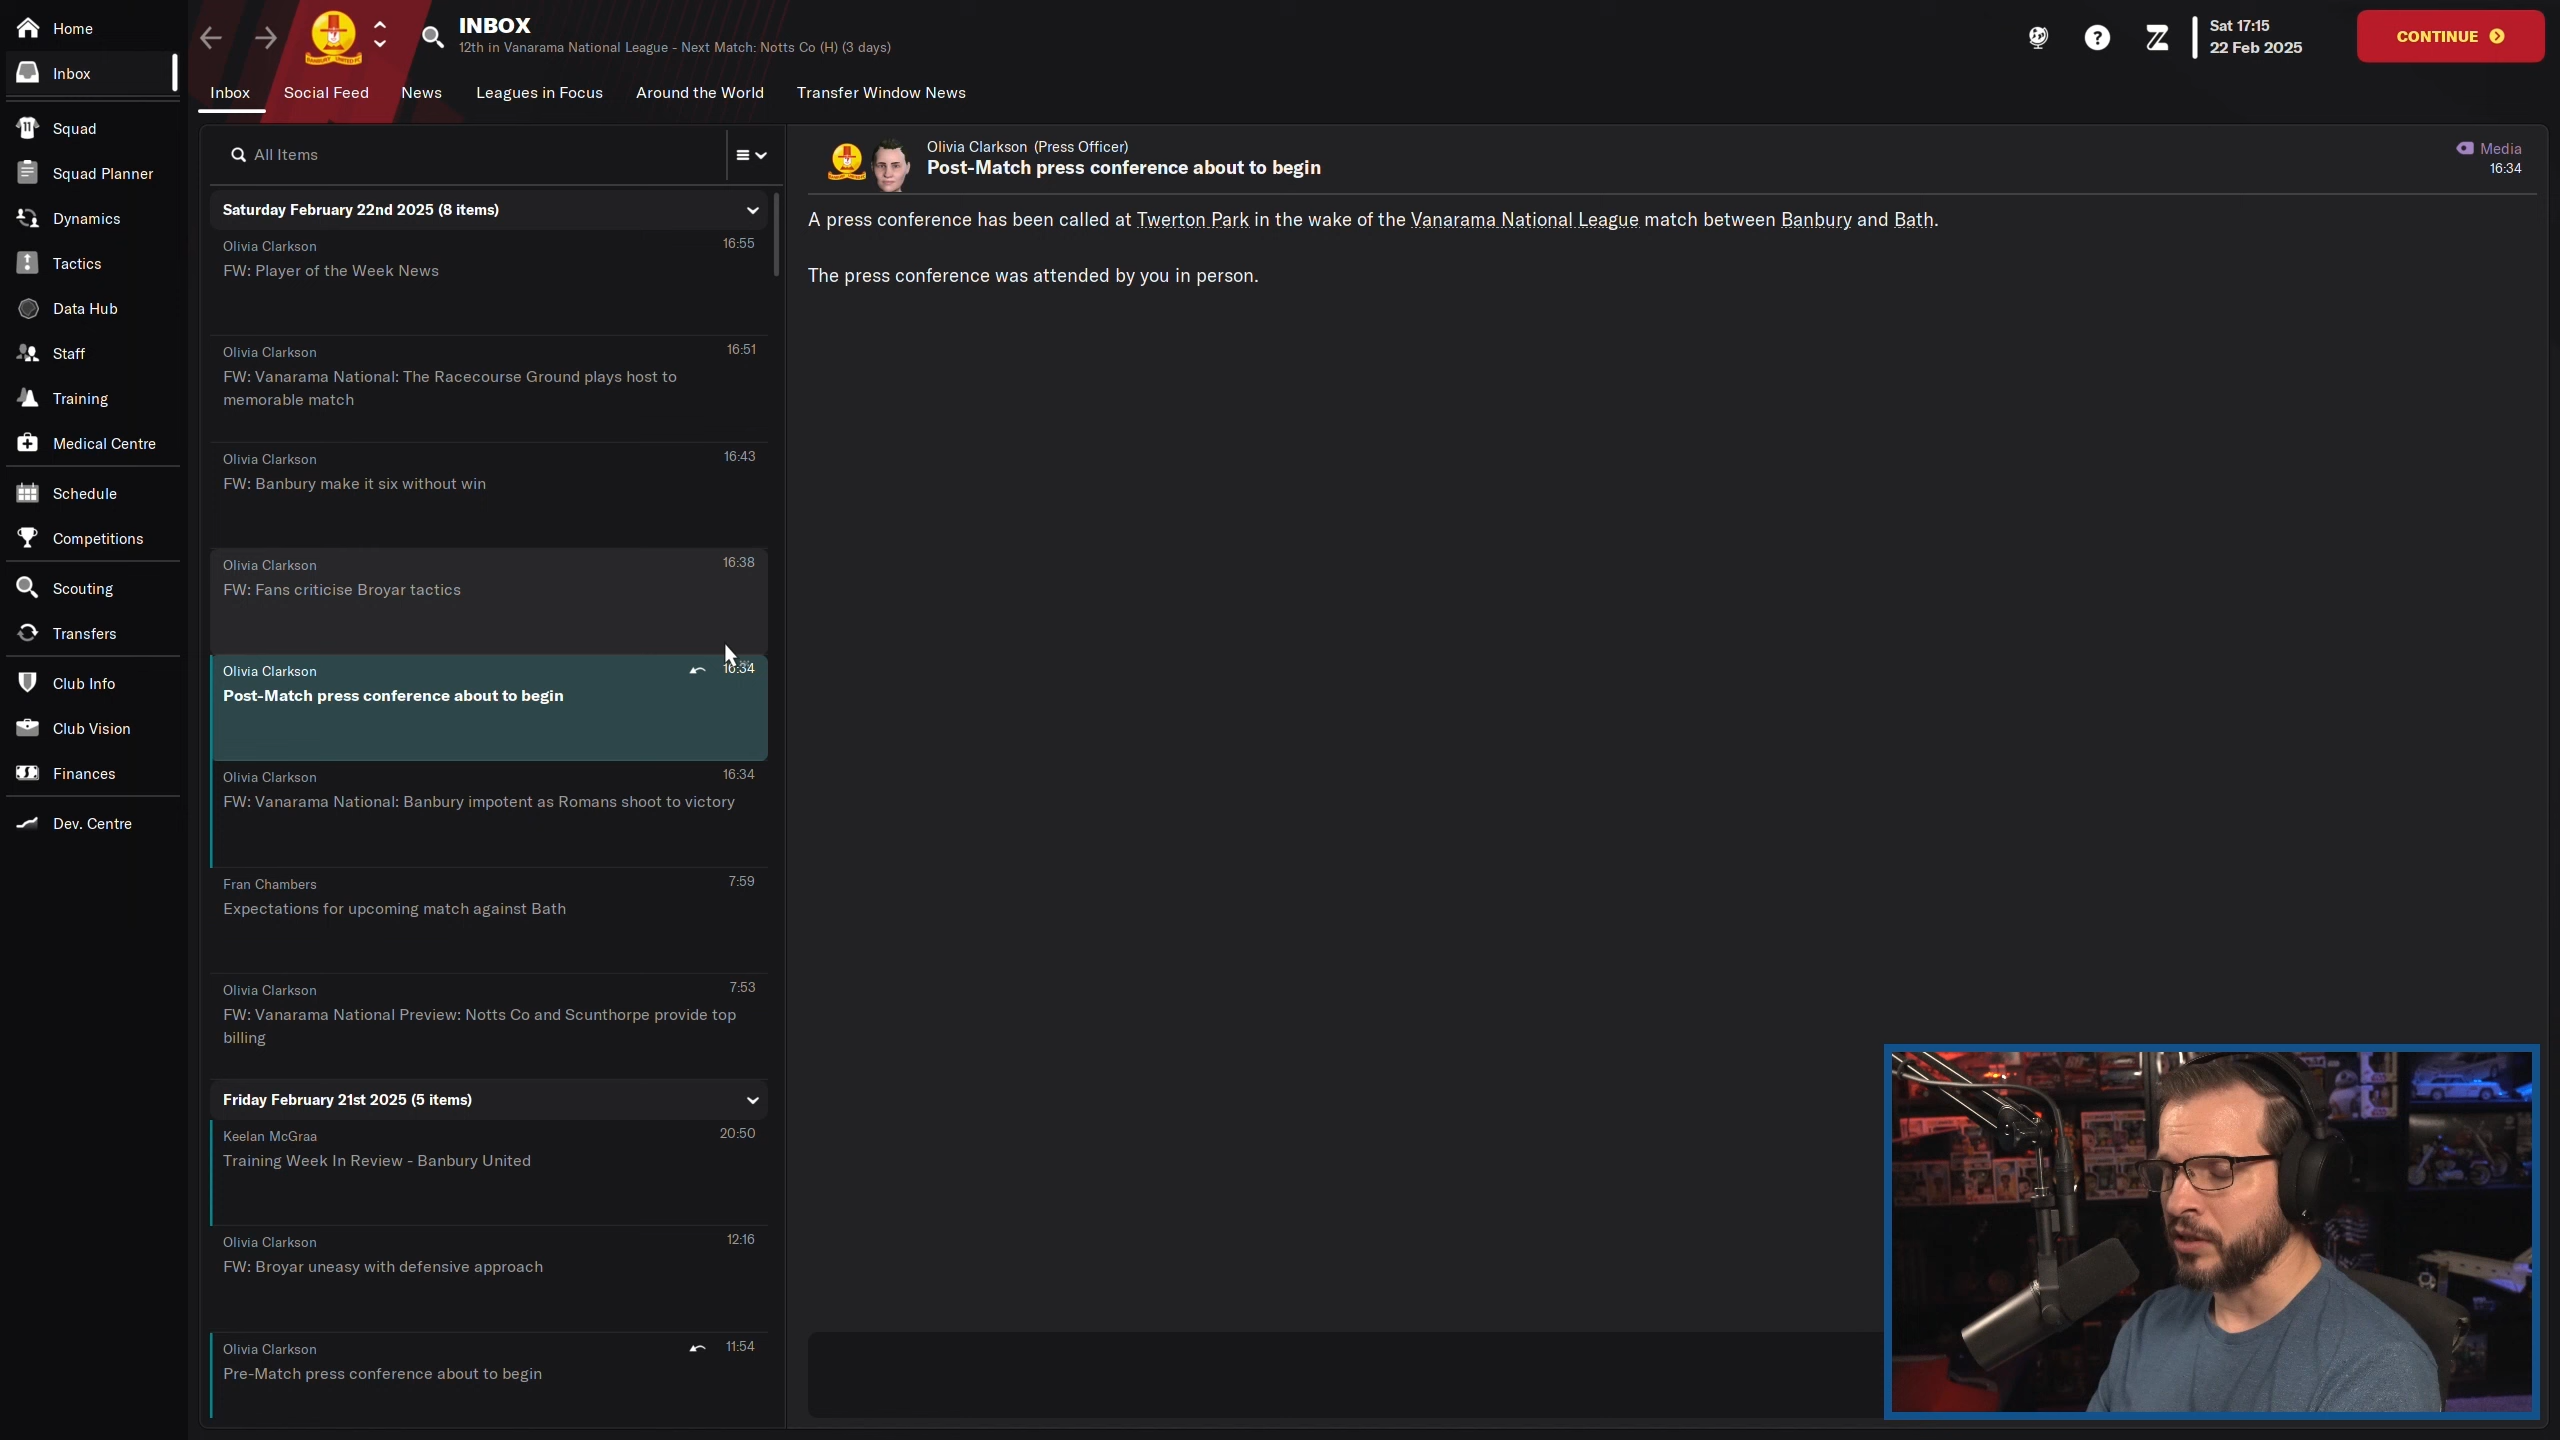 Home
Inbox
Squad
Squad Planner
Dynamics
Tactics
Data Hub
Staff
Training
Medical Centre
Schedule
Competitions
Scouting
Transfers
Club Info
Club Vision
Finances
Dev. Centre
INBOX
12th in Vanarama National League - Next Match: Notts Co (H) (3 days)
Sat 17:15
22 Feb 2025
CONTINUE
Inbox
Social Feed
News
Leagues in Focus
Around the World
Transfer Window News
All Items
Saturday February 22nd 2025 (8 items)
Olivia Clarkson 16:55
FW: Player of the Week News
Olivia Clarkson 16:51
FW: Vanarama National: The Racecourse Ground plays host to
memorable match
Olivia Clarkson 16:43
FW: Banbury make it six without win
Olivia Clarkson 16:38
FW: Fans criticise Broyar tactics
Olivia Clarkson 16:34
Post-Match press conference about to begin
Olivia Clarkson 16:34
FW: Vanarama National: Banbury impotent as Romans shoot to victory
Fran Chambers 7:59
Expectations for upcoming match against Bath
Olivia Clarkson 7:53
FW: Vanarama National Preview: Notts Co and Scunthorpe provide top
billing
Friday February 21st 2025 (5 items)
Keelan McGraa 20:50
Training Week In Review - Banbury United
Olivia Clarkson 12:16
FW: Broyar uneasy with defensive approach
Olivia Clarkson 11:54
Pre-Match press conference about to begin
Olivia Clarkson (Press Officer)
Post-Match press conference about to begin
Media
16:34
A press conference has been called at Twerton Park in the wake of the Vanarama National League match between Banbury and Bath.
The press conference was attended by you in person.